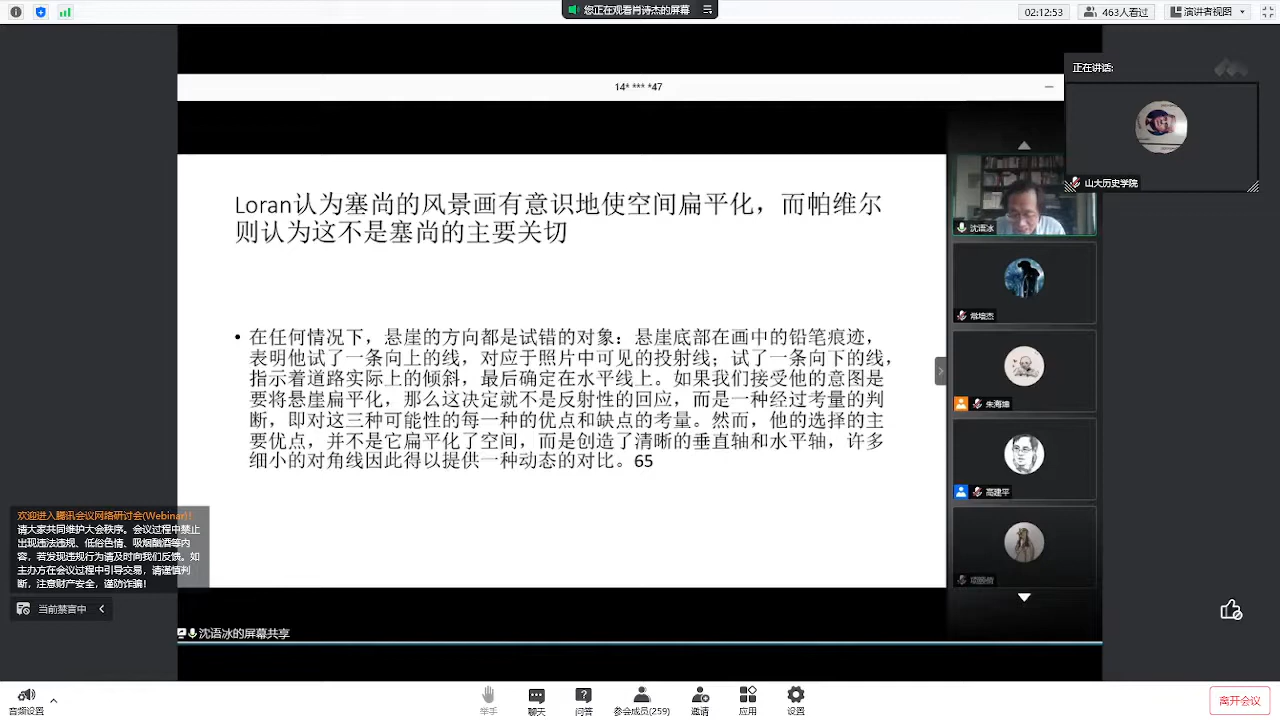 您正在观看肖诗杰的屏幕
02:12:53
463人看过
演讲者视图
正在讲话:
14* *** *47
山大历史学院
Loran认为塞尚的风景画有意识地使空间扁平化，而帕维尔
则认为这不是塞尚的主要关切
沈语冰
常培杰
朱海坤
高建平
• 在任何情况下，悬崖的方向都是试错的对象：悬崖底部在画中的铅笔痕迹，
表明他试了一条向上的线，对应于照片中可见的投射线；试了一条向下的线，
指示着道路实际上的倾斜，最后确定在水平线上。如果我们接受他的意图是
要将悬崖扁平化，那么这决定就不是反射性的回应，而是一种经过考量的判
断，即对这三种可能性的每一种的优点和缺点的考量。然而，他的选择的主
要优点，并不是它扁平化了空间，而是创造了清晰的垂直轴和水平轴，许多
细小的对角线因此得以提供一种动态的对比。65
欢迎进入腾讯会议网络研讨会(Webinar)！
请大家共同维护大会秩序。会议过程中禁止
出现违法违规、低俗色情、吸烟酗酒等内
容，若发现违规行为请及时向我们反馈。如
主办方在会议过程中引导交易，请谨慎判
断，注意财产安全，谨防诈骗！
当前禁言中
沈语冰的屏幕共享
音频设置
举手
聊天
问答
参会成员(259)
邀请
应用
设置
离开会议